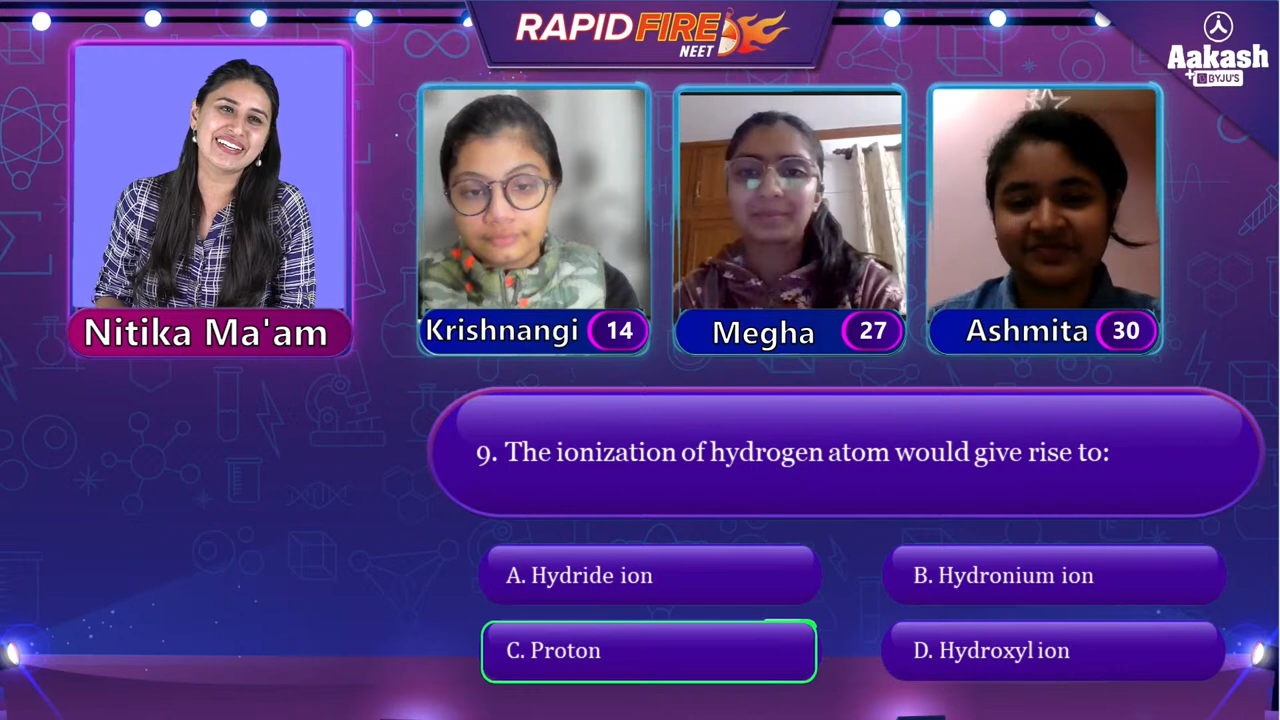 RAPID FIRE
NEET
Aakash
+ BYJU'S
Nitika Ma'am
Krishnangi 14
Megha 27
Ashmita 30
9. The ionization of hydrogen atom would give rise to:
A. Hydride ion
B. Hydronium ion
C. Proton
D. Hydroxyl ion